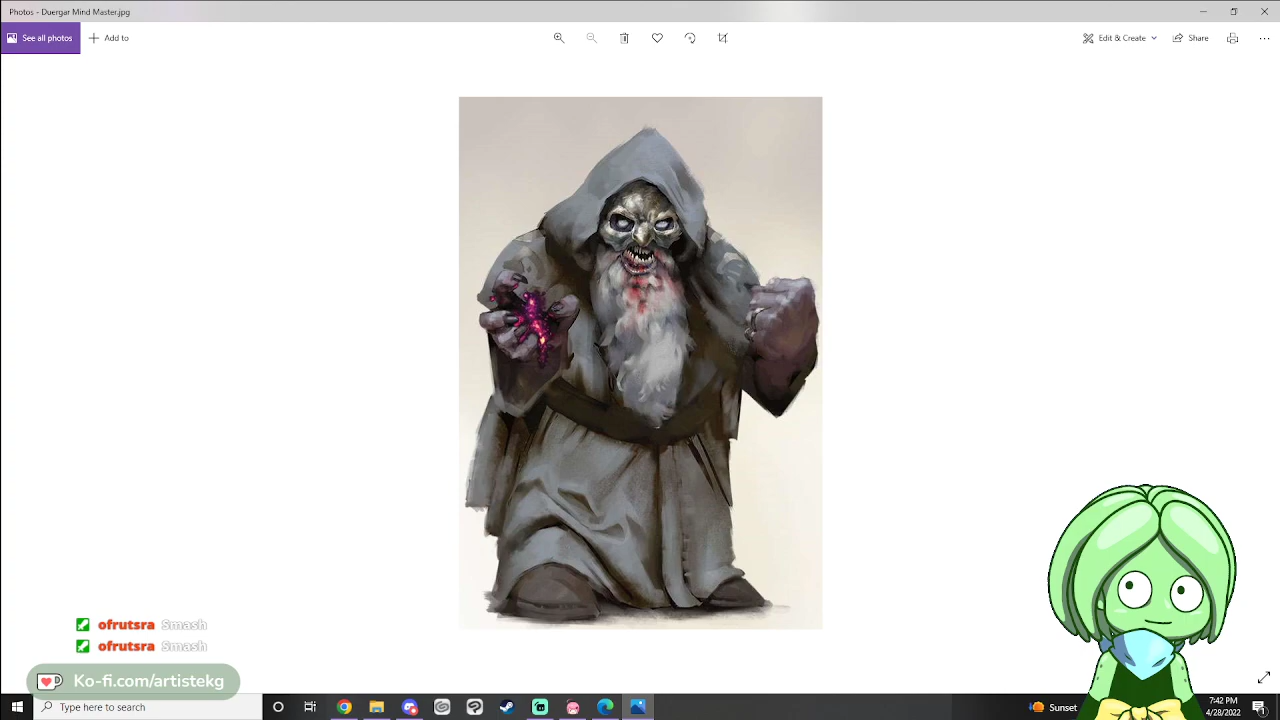 Photos - Duergar Mind Master.jpg
See all photos
Add to
Edit & Create
Share
ofrutsra Smash
ofrutsra Smash
Ko-fi.com/artistekg
Type here to search
Sunset
7:42 PM
4/28/2022
1